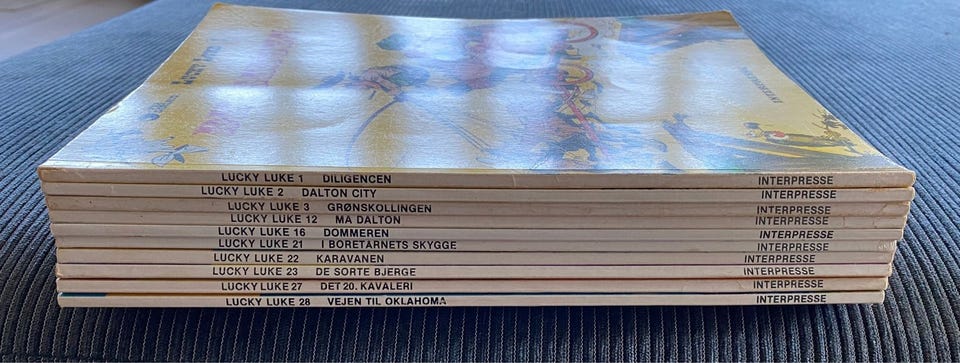 LUCKY LUKE 1 DILIGENCEN INTERPRESSE
LUCKY LUKE 2 DALTON CITY INTERPRESSE
LUCKY LUKE 3 GRØNSKOLLINGEN INTERPRESSE
LUCKY LUKE 12 MA DALTON INTERPRESSE
LUCKY LUKE 16 DOMMEREN INTERPRESSE
LUCKY LUKE 21 I BORETÅRNETS SKYGGE INTERPRESSE
LUCKY LUKE 22 KARAVANEN INTERPRESSE
LUCKY LUKE 23 DE SORTE BJERGE INTERPRESSE
LUCKY LUKE 27 DET 20. KAVALERI INTERPRESSE
LUCKY LUKE 28 VEJEN TIL OKLAHOMA INTERPRESSE